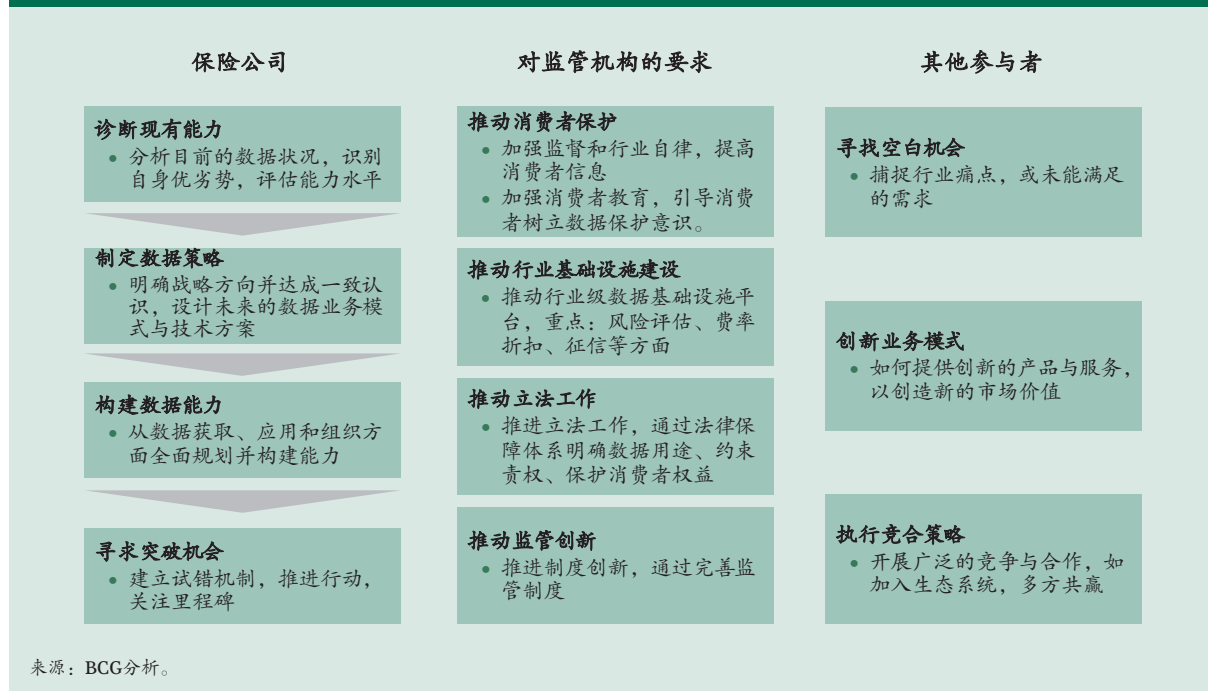 保险公司
诊断现有能力
• 分析目前的数据状况，识别
自身优劣势，评估能力水平
制定数据策略
• 明确战略方向并达成一致认
识，设计未来的数据业务模
式与技术方案
构建数据能力
• 从数据获取、应用和组织方
面全面规划并构建能力
寻求突破机会
• 建立试错机制，推进行动，
关注里程碑
对监管机构的要求
推动消费者保护
• 加强监督和行业自律，提高
消费者信息
• 加强消费者教育，引导消费
者树立数据保护意识。
推动行业基础设施建设
• 推动行业级数据基础设施平
台，重点：风险评估、费率
折扣、征信等方面
推动立法工作
• 推进立法工作，通过法律保
障体系明确数据用途、约束
责权、保护消费者权益
推动监管创新
• 推进制度创新，通过完善监
管制度
其他参与者
寻找空白机会
• 捕捉行业痛点，或未能满足
的需求
创新业务模式
• 如何提供创新的产品与服务，
以创造新的市场价值
执行竞合策略
• 开展广泛的竞争与合作，如
加入生态系统，多方共赢
来源：BCG分析。